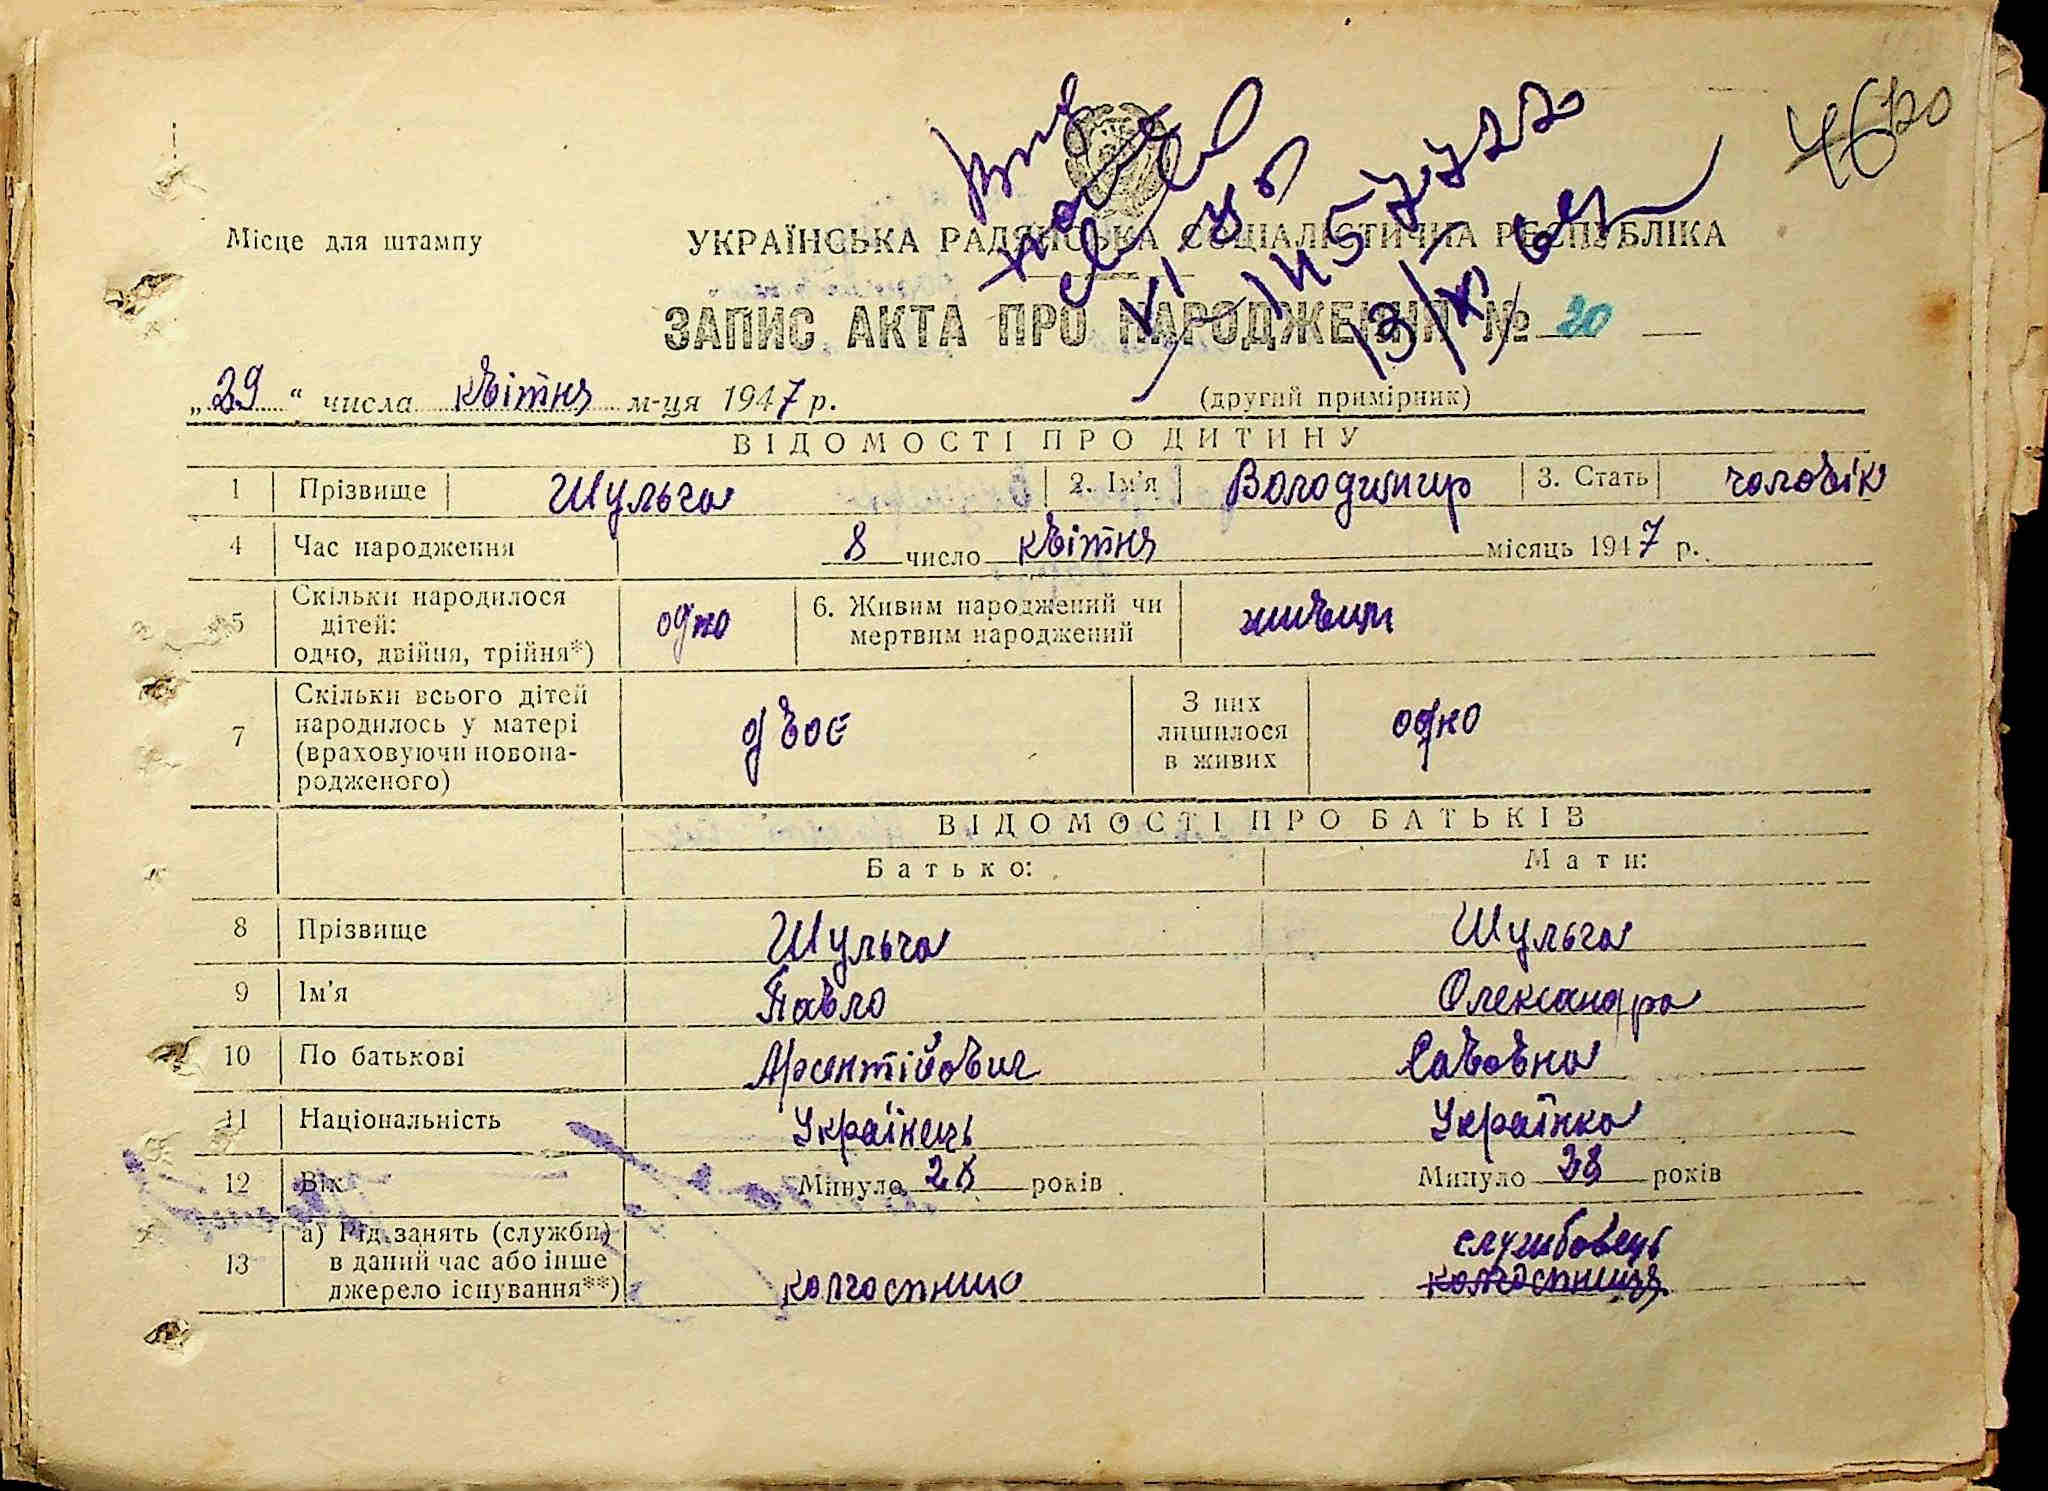 46 120
Місце для штампу
УКРАЇНСЬКА РАДЯНСЬКА СОЦІАЛІСТИЧНА РЕСПУБЛІКА
ЗАПИС АКТА ПРО НАРОДЖЕННЯ № 20
„29“ числа квітня м-ця 1947 р.
(другий примірник)
ВІДОМОСТІ ПРО ДИТИНУ
1 Прізвище Шульга 2. Ім'я Володимир 3. Стать чоловік
4 Час народження 8 число квітня місяць 1947 р.
5 Скільки народилося дітей: одно, двійня, трійня*) одно 6. Живим народжений чи мертвим народжений живим
7 Скільки всього дітей народилось у матері (враховуючи новонародженого) двоє З них лишилося в живих одно
ВІДОМОСТІ ПРО БАТЬКІВ
Батько: Мати:
8 Прізвище Шульга Шульга
9 Ім'я Павло Олександра
10 По батькові Арентійович Савовна
11 Національність Українець Українка
12 Вік Минуло років Минуло років
13 а) Рід занять (служби) в даний час або інше джерело існування**) службовець
колгоспник колгоспниця